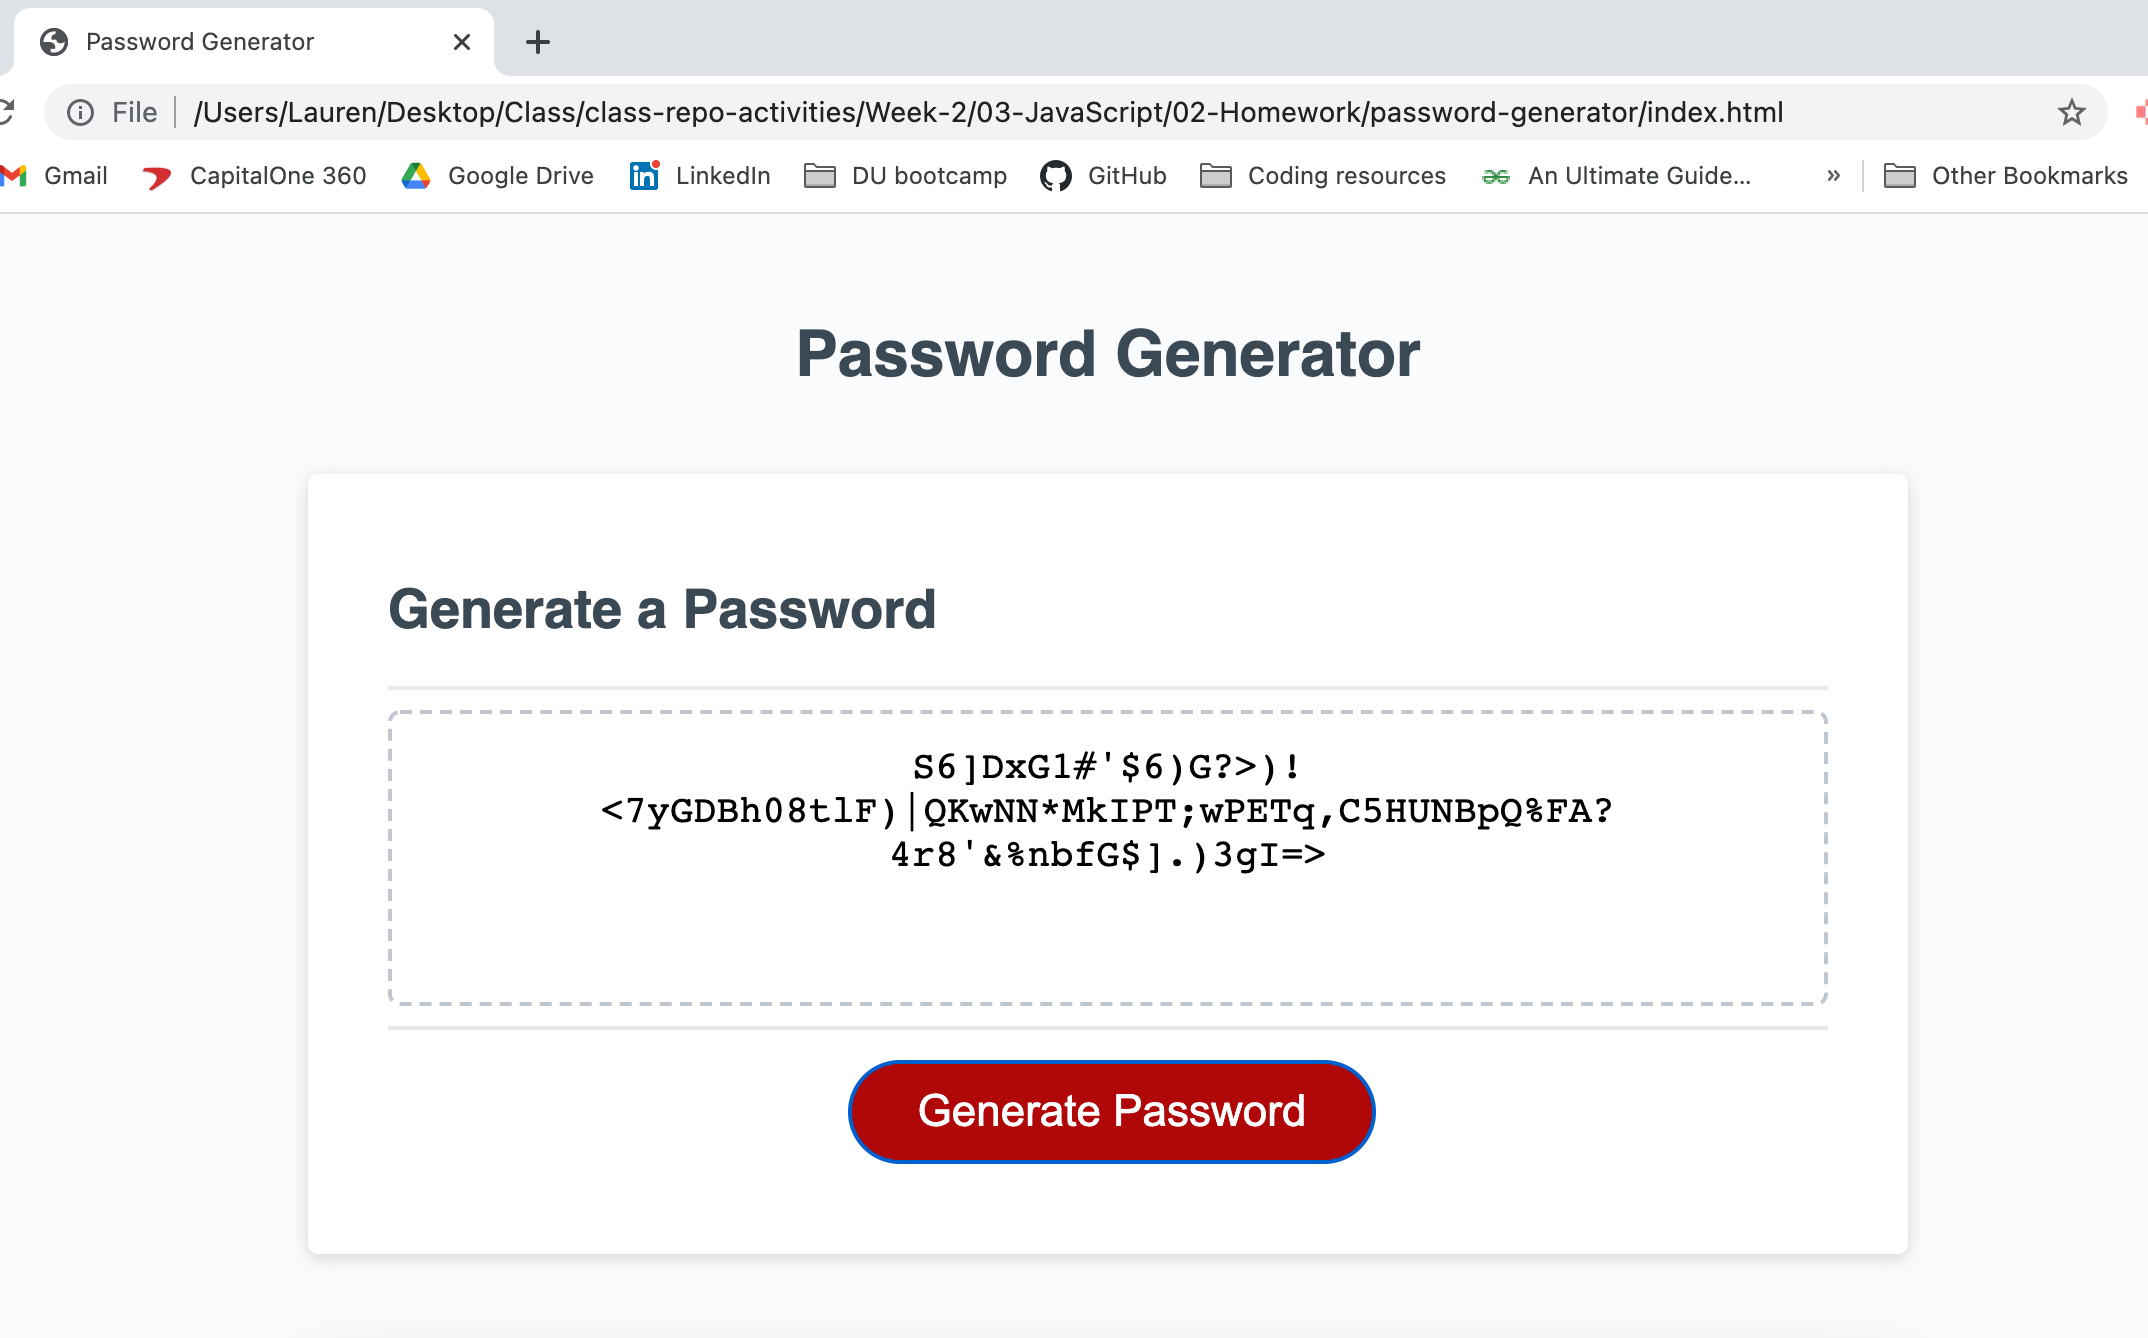 Password Generator
File /Users/Lauren/Desktop/Class/class-repo-activities/Week-2/03-JavaScript/02-Homework/password-generator/index.html
Gmail CapitalOne 360 Google Drive LinkedIn DU bootcamp GitHub Coding resources An Ultimate Guide... » Other Bookmarks
Password Generator
Generate a Password
S6]DxG1#'$6)G?>)!
<7yGDBh08tlF)|QKwNN*MkIPT;wPETq,C5HUNBpQ%FA?
4r8'&%nbfG$].)3gI=>
Generate Password